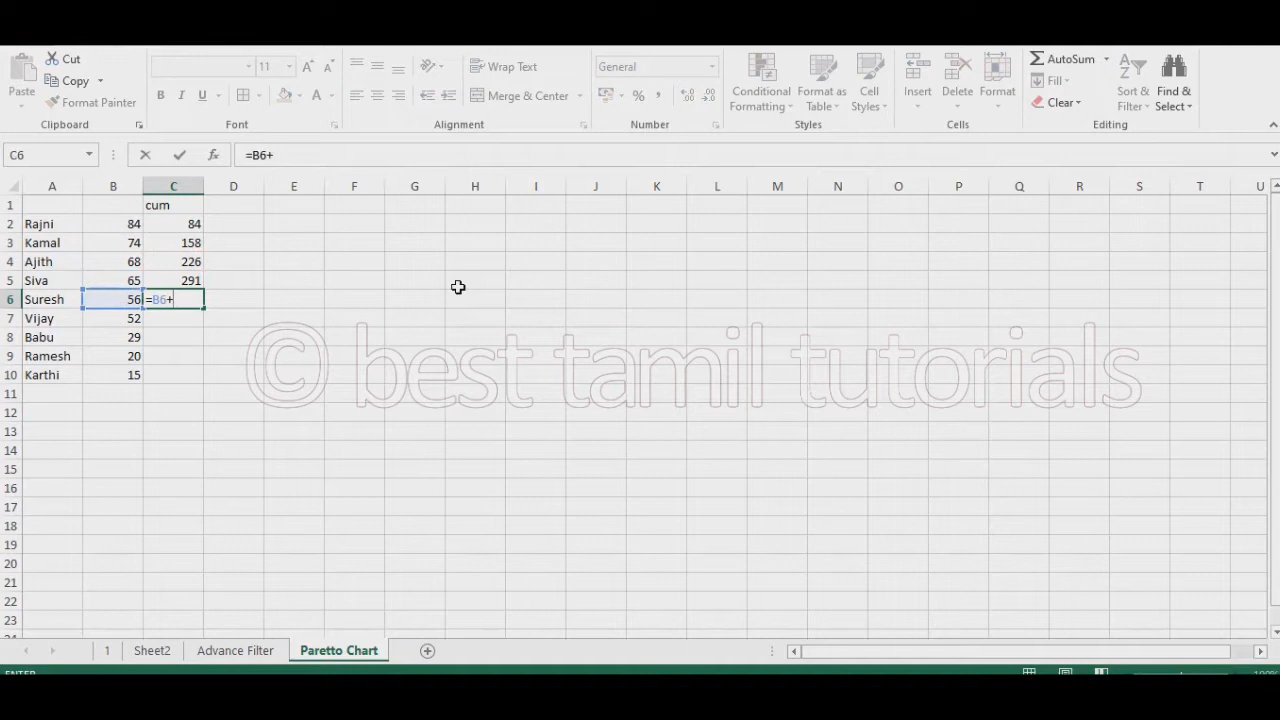 Cut
Copy
Paste
Format Painter
Clipboard
11
A A
B I U
A
Font
Wrap Text
Merge & Center
Alignment
General
%
Number
Conditional Formatting
Format as Table
Cell Styles
Styles
Insert
Delete
Format
Cells
AutoSum
Fill
Clear
Sort & Filter
Find & Select
Editing
C6
fx
=B6+
A B C D E F G H I J K L M N O P Q R S T U
1 cum
2 Rajni 84 84
3 Kamal 74 158
4 Ajith 68 226
5 Siva 65 291
6 Suresh 56 =B6+
7 Vijay 52
8 Babu 29
9 Ramesh 20
10 Karthi 15
11
12
13
14
15
16
17
18
19
20
21
22
23
© best tamil tutorials
1 Sheet2 Advance Filter Paretto Chart